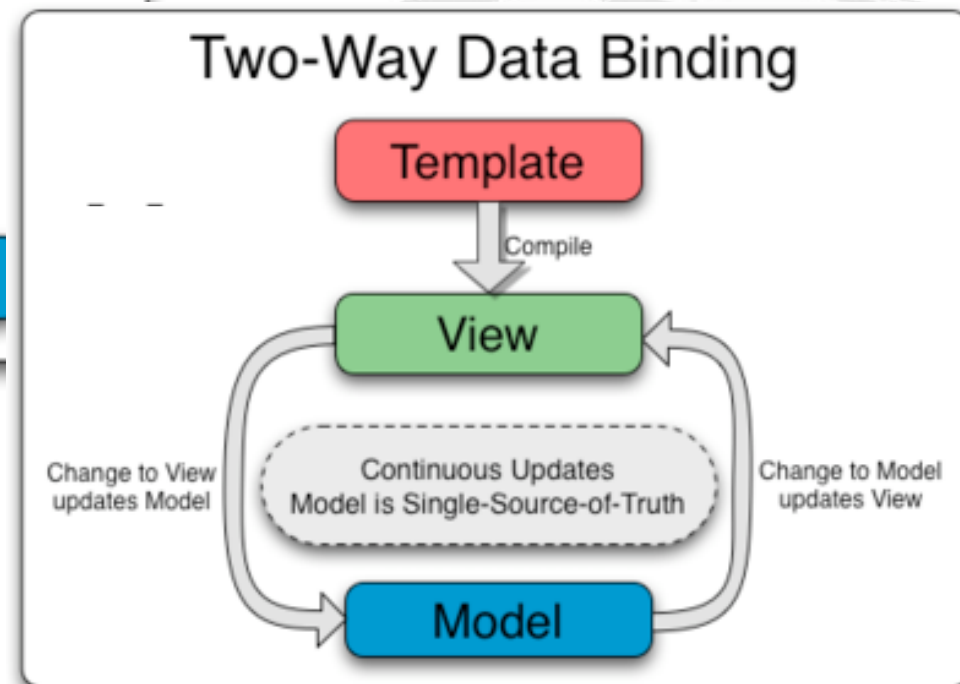 Two-Way Data Binding
Template
Compile
View
Change to View
updates Model
Continuous Updates
Model is Single-Source-of-Truth
Change to Model
updates View
Model